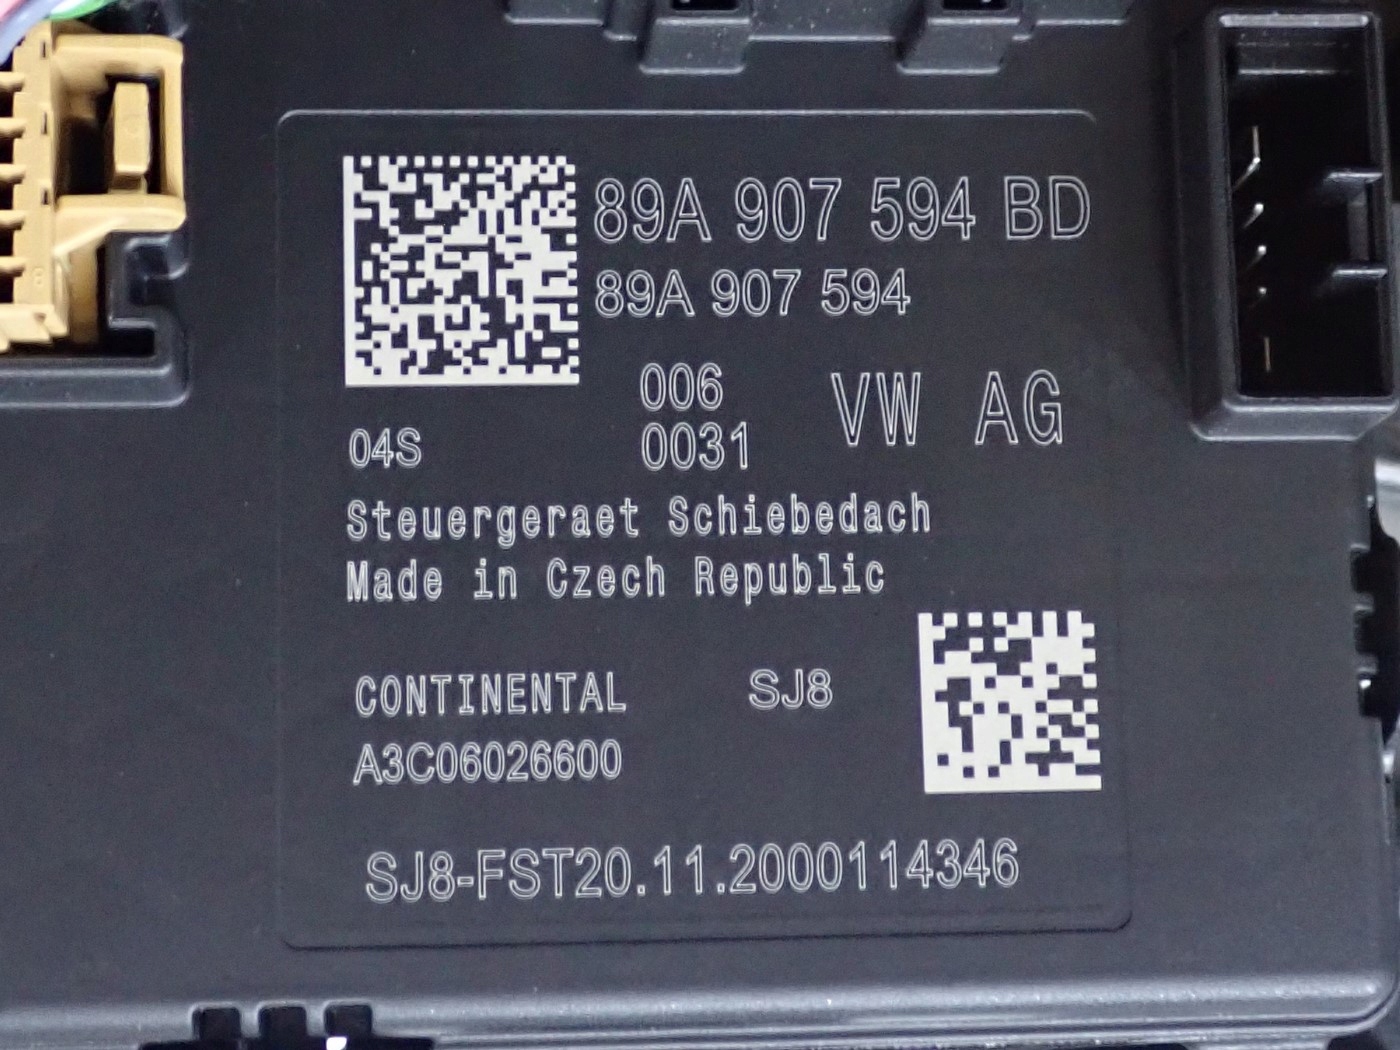 89A 907 594 BD
89A 907 594
006
04S 0031 VW AG
Steuergeraet Schiebedach
Made in Czech Republic
CONTINENTAL SJ8
A3C06026600
SJ8-FST20.11.2000114346